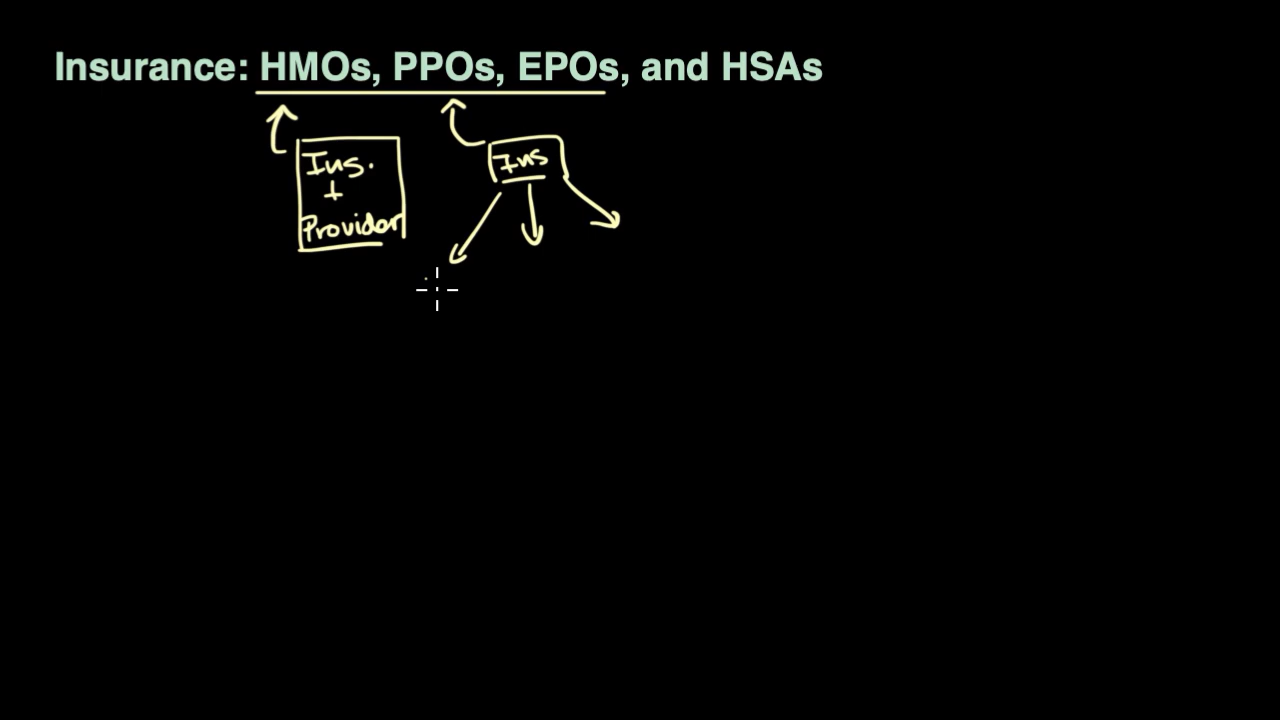 Insurance: HMOs, PPOs, EPOs, and HSAs
Ins.
+
Provider
Ins